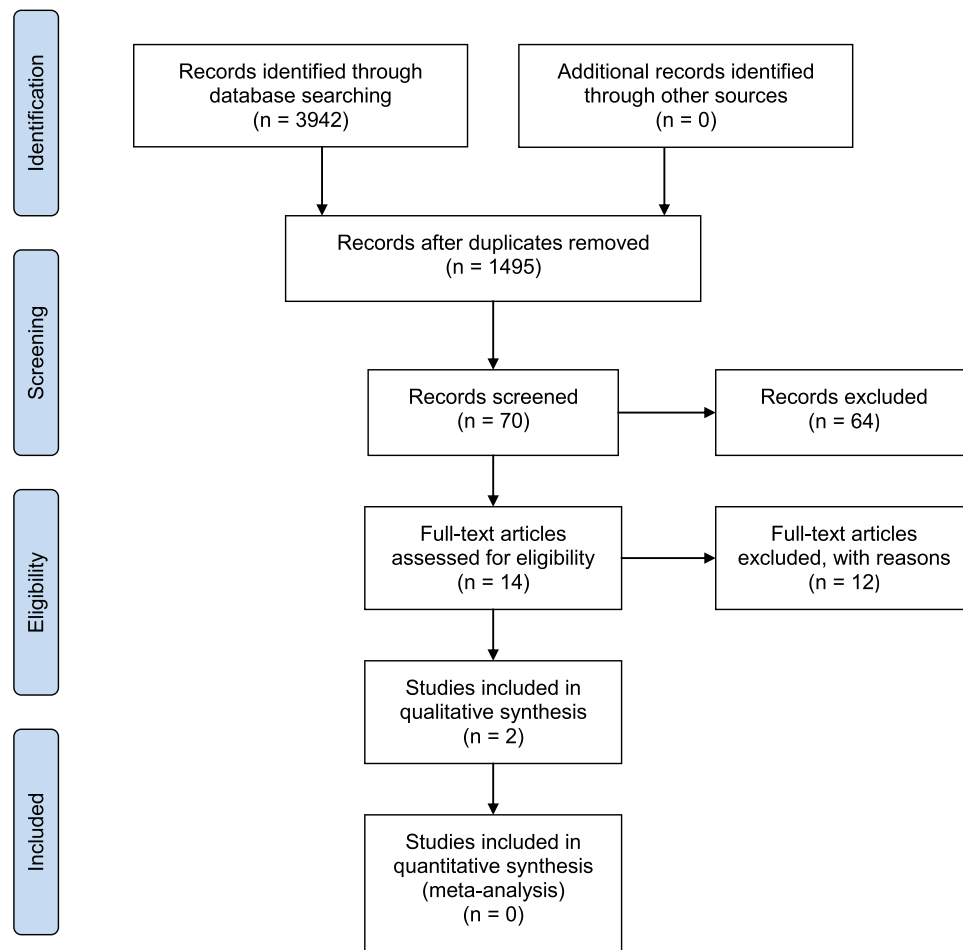 Identification
Records identified through
database searching
(n = 3942)
Additional records identified
through other sources
(n = 0)
Records after duplicates removed
(n = 1495)
Screening
Records screened
(n = 70)
Records excluded
(n = 64)
Eligibility
Full-text articles
assessed for eligibility
(n = 14)
Full-text articles
excluded, with reasons
(n = 12)
Studies included in
qualitative synthesis
(n = 2)
Included
Studies included in
quantitative synthesis
(meta-analysis)
(n = 0)